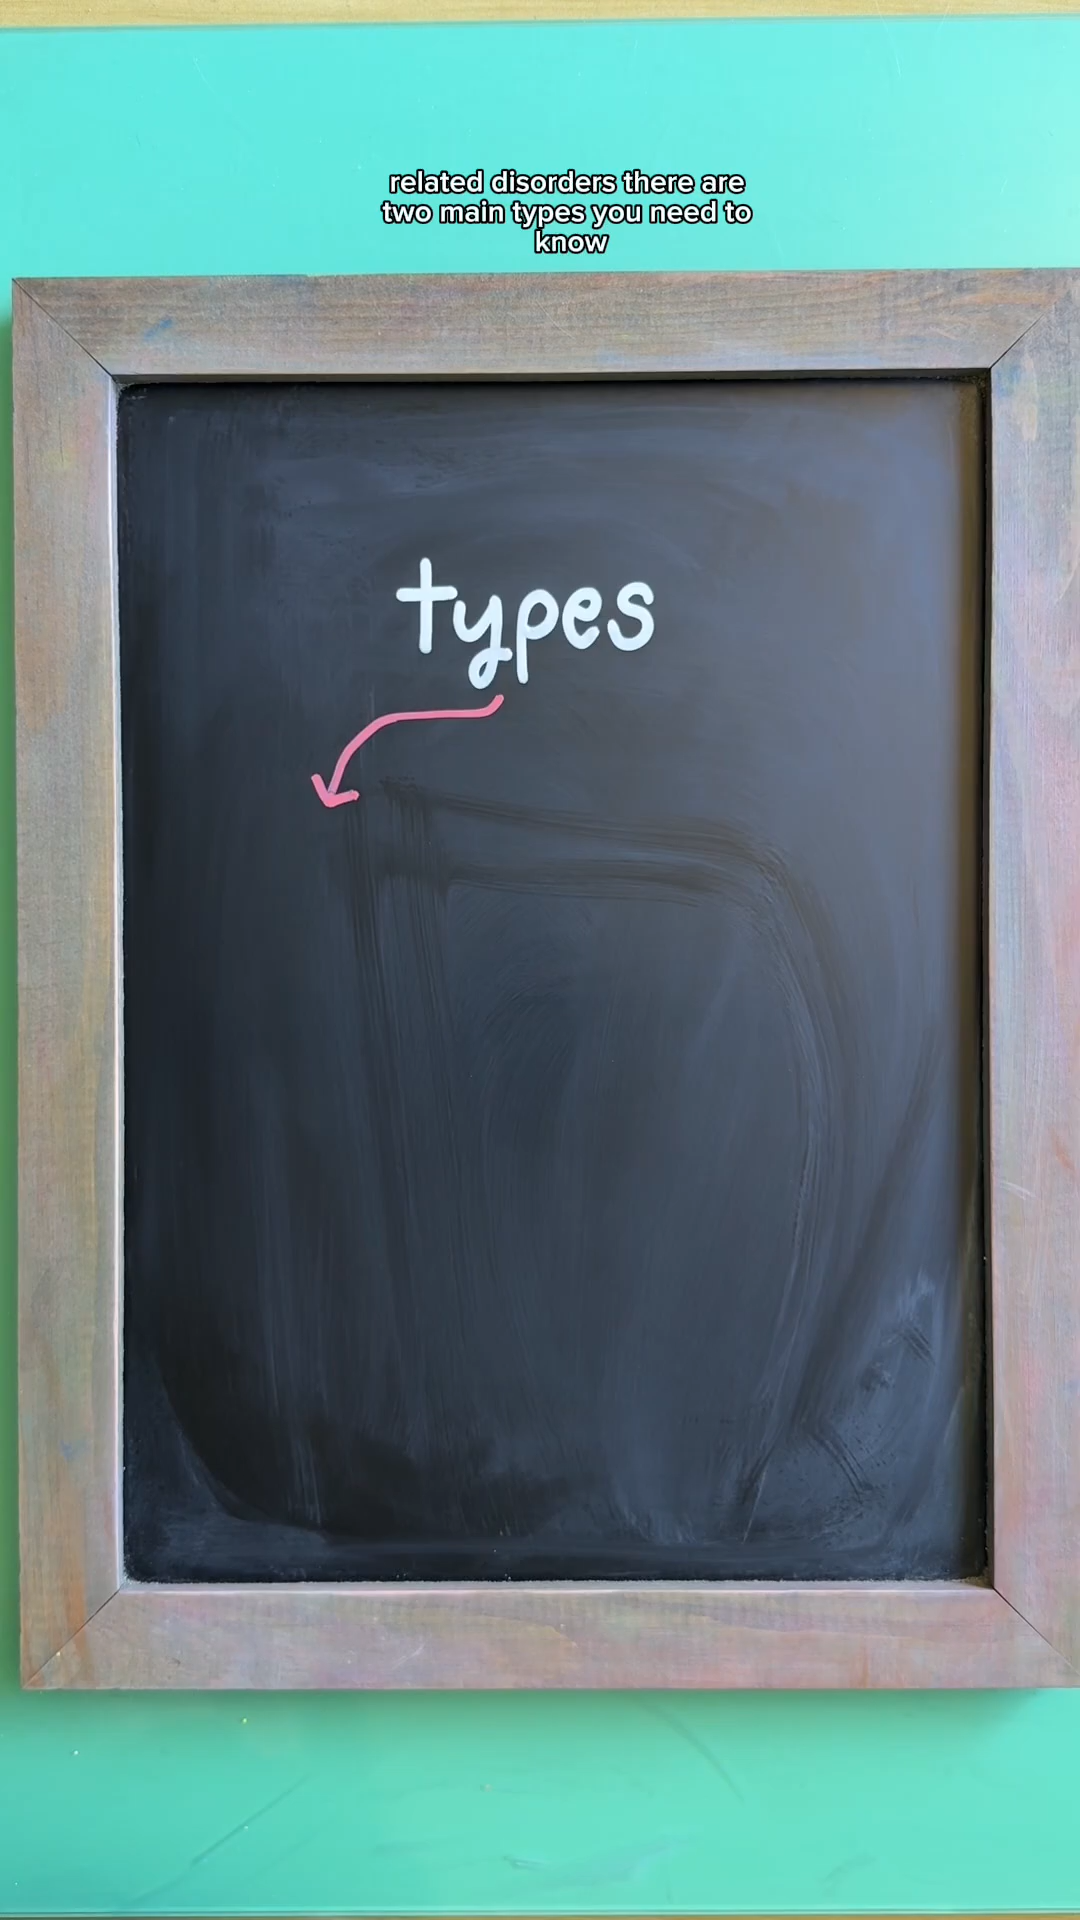 related disorders there are
two main types you need to
know
types